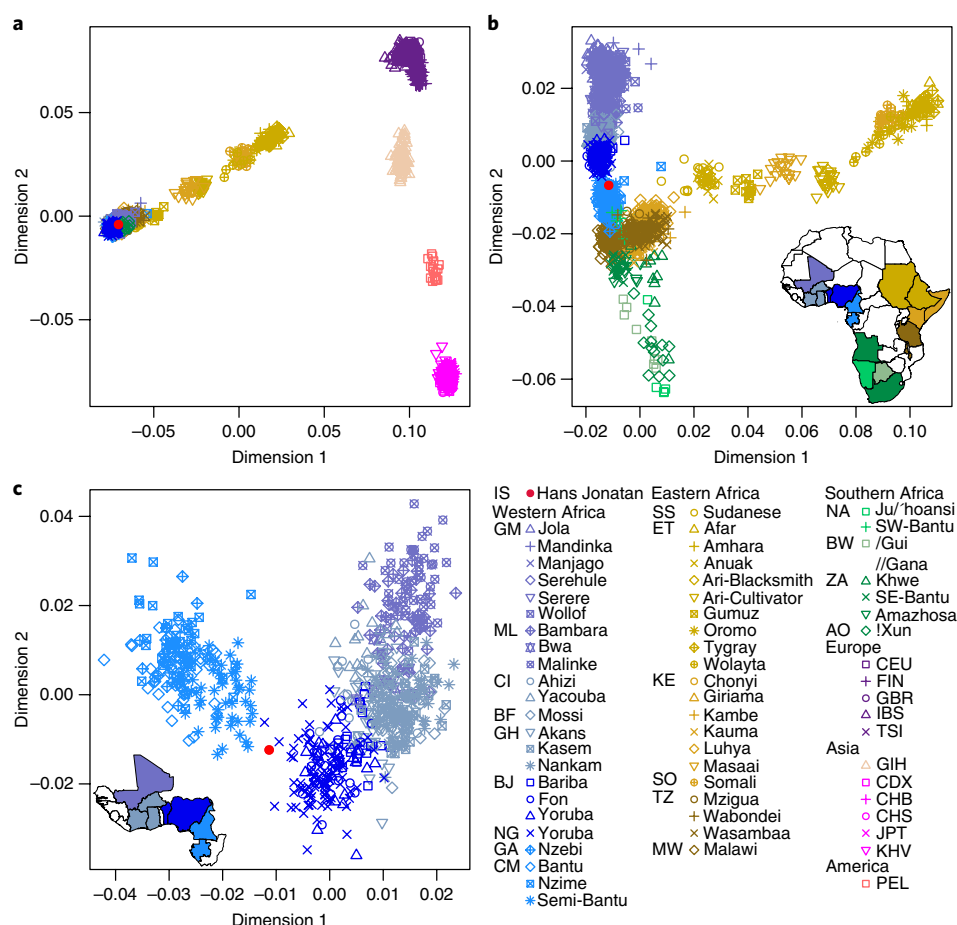 a
Dimension 2
0.05
0.00
−0.05
−0.05 0.00 0.05 0.10
Dimension 1
b
Dimension 2
0.02
0.00
−0.02
−0.04
−0.06
−0.02 0.00 0.02 0.04 0.06 0.08 0.10
Dimension 1
c
Dimension 2
0.04
0.02
0.00
−0.02
−0.04 −0.03 −0.02 −0.01 0.00 0.01 0.02
Dimension 1
IS Hans Jonatan
Western Africa
GM Jola
Mandinka
Manjago
Serehule
Serere
Wollof
ML Bambara
Bwa
Malinke
CI Ahizi
Yacouba
BF Mossi
GH Akans
Kasem
Nankam
BJ Bariba
Fon
Yoruba
NG Yoruba
GA Nzebi
CM Bantu
Nzime
Semi-Bantu
Eastern Africa
SS Sudanese
ET Afar
Amhara
Anuak
Ari-Blacksmith
Ari-Cultivator
Gumuz
Oromo
Tygray
Wolayta
KE Chonyi
Giriama
Kambe
Kauma
Luhya
Masaai
SO Somali
TZ Mzigua
Wabondei
Wasambaa
MW Malawi
Southern Africa
NA Ju/´hoansi
SW-Bantu
BW /Gui
//Gana
ZA Khwe
SE-Bantu
Amazhosa
AO !Xun
Europe
CEU
FIN
GBR
IBS
TSI
Asia
GIH
CDX
CHB
CHS
JPT
KHV
America
PEL